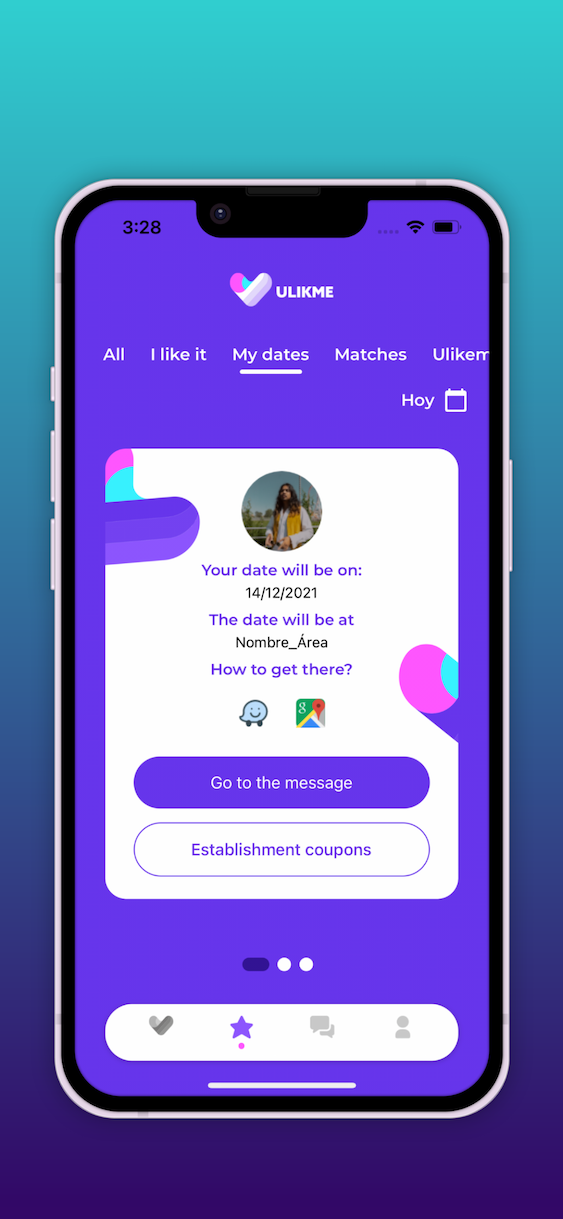 3:28
ULIKME
All I like it My dates Matches Ulikem
Hoy
Your date will be on:
14/12/2021
The date will be at
Nombre_Área
How to get there?
g
Go to the message
Establishment coupons